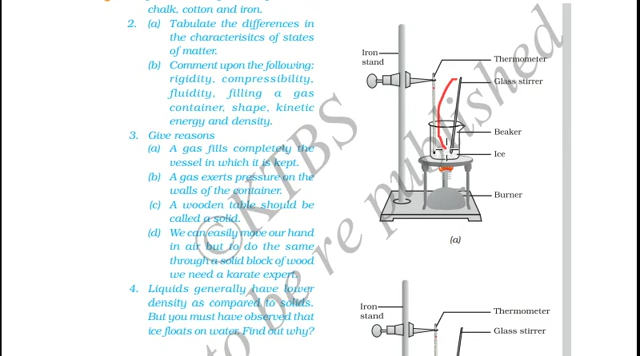 chalk, cotton and iron.
2. (a) Tabulate the differences in
the characterisitcs of states
of matter.
(b) Comment upon the following:
rigidity, compressibility,
fluidity, filling a gas
container, shape, kinetic
energy and density.
3. Give reasons
(a) A gas fills completely the
vessel in which it is kept.
(b) A gas exerts pressure on the
walls of the container.
(c) A wooden table should be
called a solid.
(d) We can easily move our hand
in air but to do the same
through a solid block of wood
we need a karate expert.
4. Liquids generally have lower
density as compared to solids.
But you must have observed that
ice floats on water. Find out why?
Iron
stand
Thermometer
Glass stirrer
Beaker
Ice
Burner
(a)
Iron
stand
Thermometer
Glass stirrer
©KTBS
to be re published